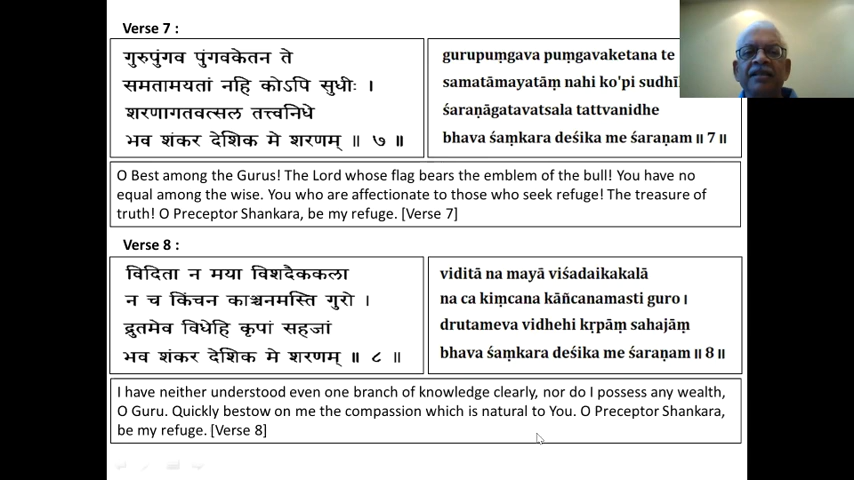 Verse 7 :
गुरुपुंगव पुंगवकेतन ते
समतामयतां नहि कोऽपि सुधीः ।
शरणागतवत्सल तत्त्वनिधे
भव शंकर देशिक मे शरणम् ॥ ७ ॥
gurupuṃgava puṃgavaketana te
samatāmayatāṃ nahi ko'pi
śaraṇāgatavatsala tattvanidhe
bhava śaṃkara deśika me śaraṇam ॥ 7 ॥
O Best among the Gurus! The Lord whose flag bears the emblem of the bull! You have no
equal among the wise. You who are affectionate to those who seek refuge! The treasure of
truth! O Preceptor Shankara, be my refuge. [Verse 7]
Verse 8 :
विदिता न मया विशदैककला
न च किंचन काञ्चनमस्ति गुरो ।
द्रुतमेव विधेहि कृपां सहजां
भव शंकर देशिक मे शरणम् ॥ ८ ॥
viditā na mayā viśadaikakalā
na ca kiṃcana kāñcanamasti guro ।
drutameva vidhehi kṛpāṃ sahajāṃ
bhava śaṃkara deśika me śaraṇam ॥ 8 ॥
I have neither understood even one branch of knowledge clearly, nor do I possess any wealth,
O Guru. Quickly bestow on me the compassion which is natural to You. O Preceptor Shankara,
be my refuge. [Verse 8]